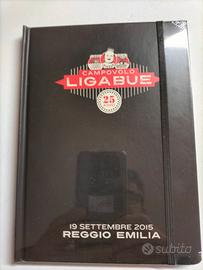 CAMPOVOLO
LIGABUE
25
19 SETTEMBRE 2015
REGGIO EMILIA
subito